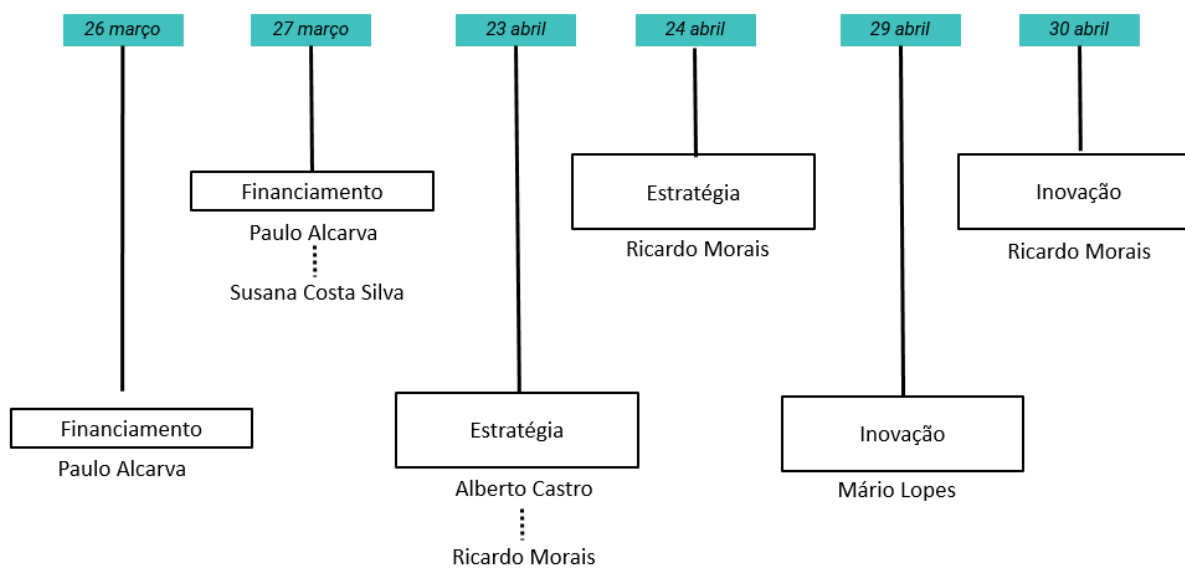 26 março
27 março
23 abril
24 abril
29 abril
30 abril
Financiamento
Paulo Alcarva
Susana Costa Silva
Estratégia
Ricardo Morais
Inovação
Ricardo Morais
Financiamento
Paulo Alcarva
Estratégia
Alberto Castro
Ricardo Morais
Inovação
Mário Lopes